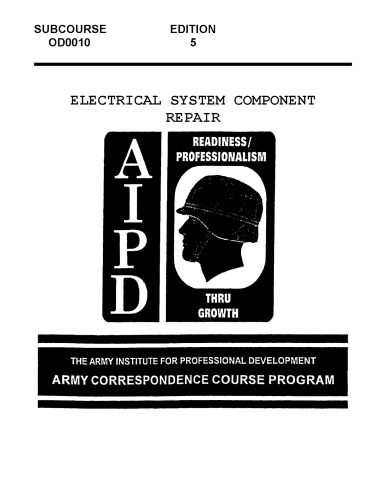 SUBCOURSE EDITION
OD0010 5
ELECTRICAL SYSTEM COMPONENT
REPAIR
AIPD
READINESS/
PROFESSIONALISM
THRU
GROWTH
THE ARMY INSTITUTE FOR PROFESSIONAL DEVELOPMENT
ARMY CORRESPONDENCE COURSE PROGRAM